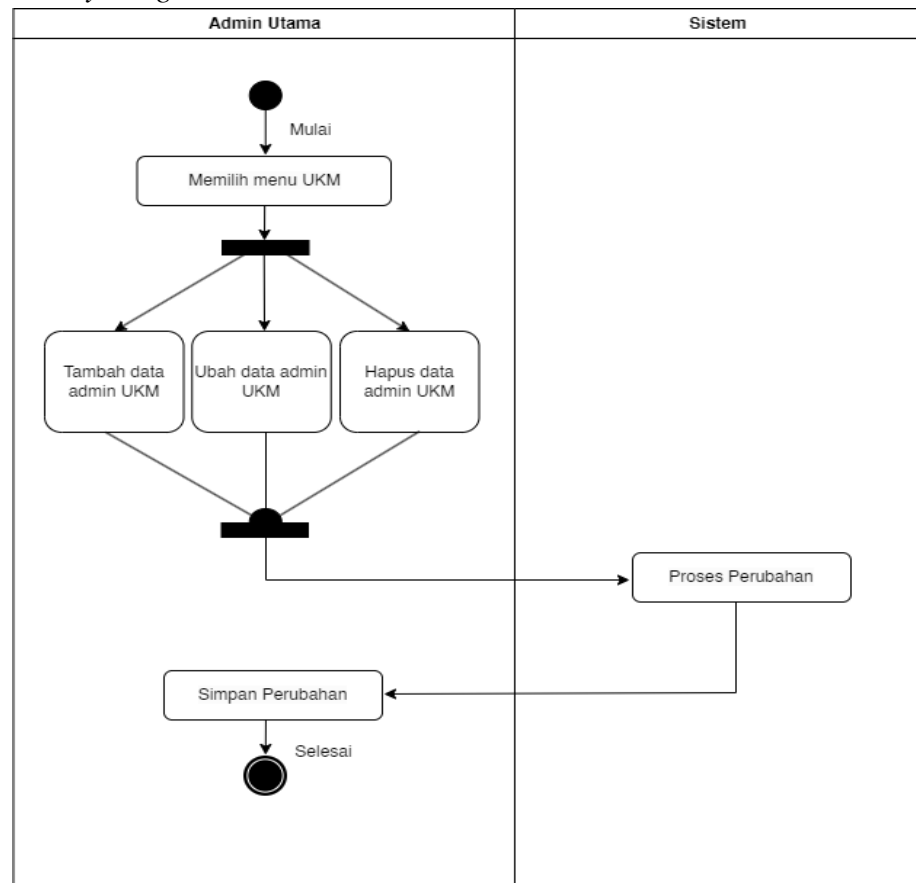 Admin Utama
Sistem
Mulai
Memilih menu UKM
Tambah data
admin UKM
Ubah data admin
UKM
Hapus data
admin UKM
Proses Perubahan
Simpan Perubahan
Selesai